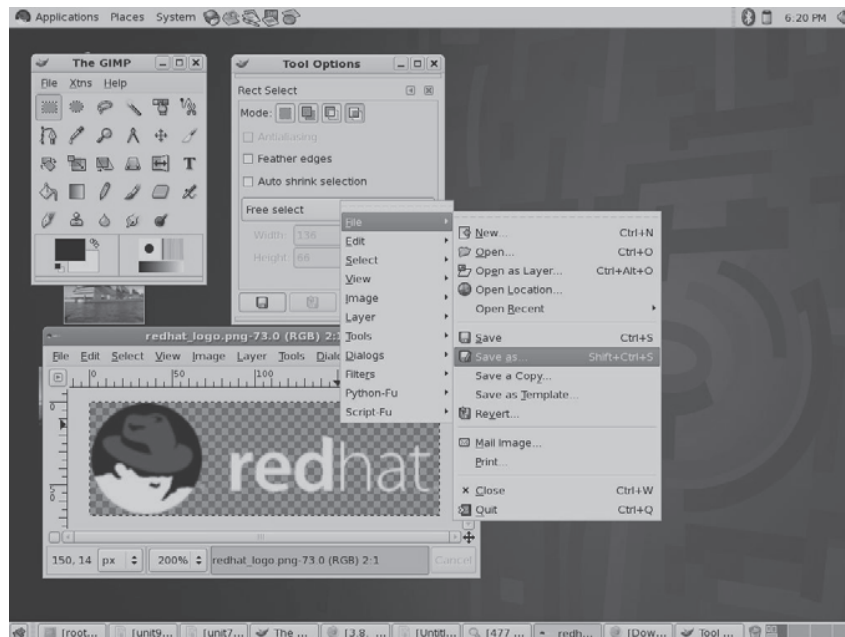 Applications Places System
6:20 PM
The GIMP
File Xtns Help
Tool Options
Rect Select
Mode:
Antialiasing
Feather edges
Auto shrink selection
Free select
Width: 136
Height: 66
File
Edit
Select
View
Image
Layer
Tools
Dialogs
Filters
Python-Fu
Script-Fu
New... Ctrl+N
Open... Ctrl+O
Open as Layer... Ctrl+Alt+O
Open Location...
Open Recent
Save Ctrl+S
Save as... Shift+Ctrl+S
Save a Copy...
Save as Template...
Revert...
Mail Image...
Print...
Close Ctrl+W
Quit Ctrl+Q
redhat_logo.png-73.0 (RGB) 2:1
File Edit Select View Image Layer Tools
0 50 100
0
redhat
150, 14 px 200% redhat_logo.png-73.0 (RGB) 2:1 Cancel
[root... [unit9... [unit7... The ... [3.8, ... [Untitl... [477 ... redh... [Dow... Tool ...